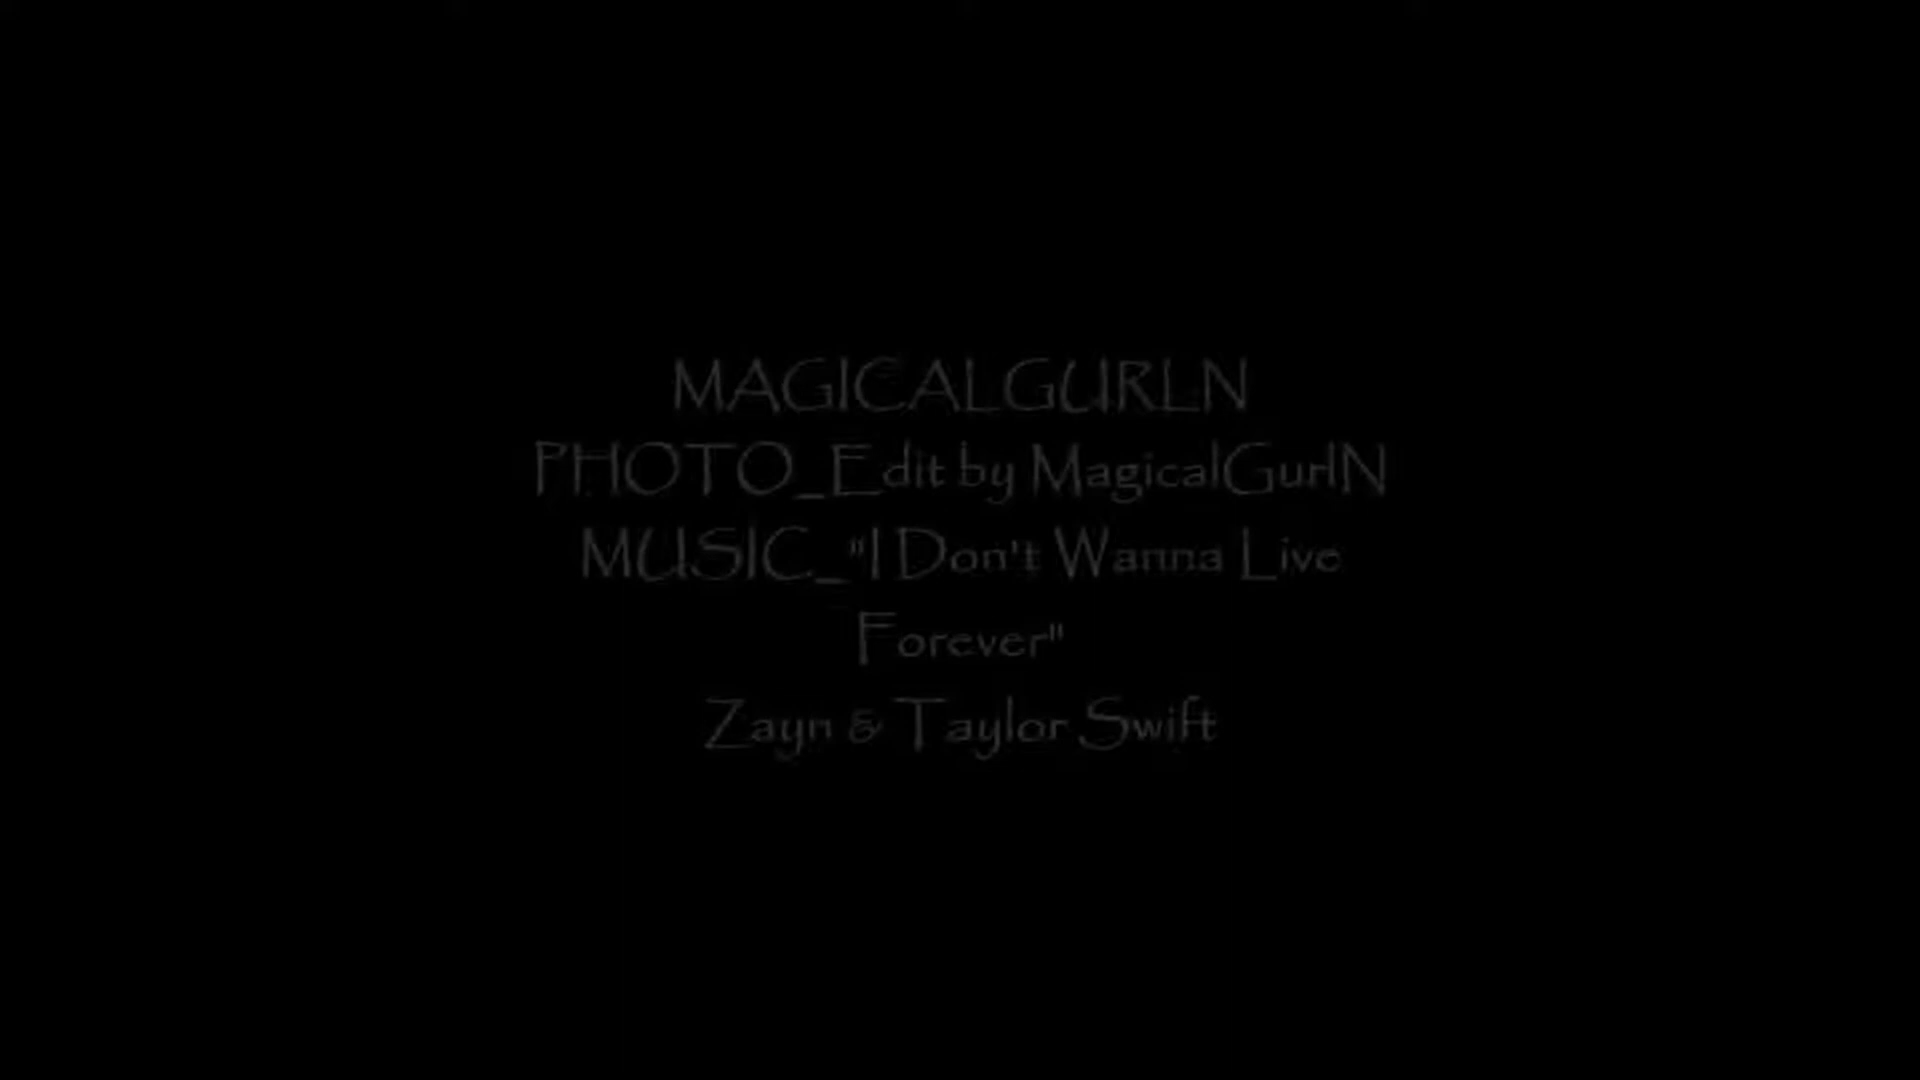 MAGICALGURLN
PHOTO_Edit by MagicalGurlN
MUSIC_"I Don't Wanna Live
Forever"
Zayn & Taylor Swift